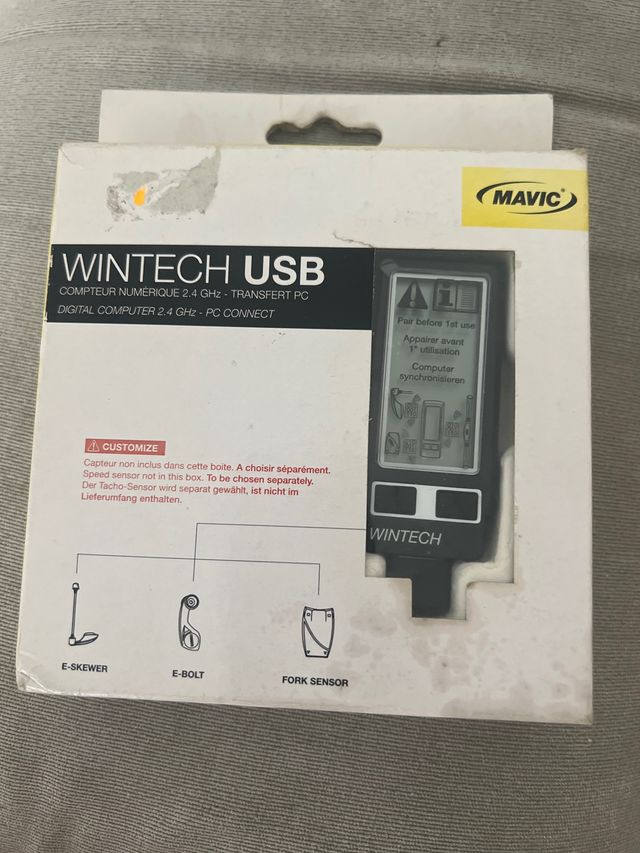 MAVIC®
WINTECH USB
COMPTEUR NUMÉRIQUE 2.4 GHz - TRANSFERT PC
DIGITAL COMPUTER 2.4 GHz - PC CONNECT
Pair before 1st use
Appairer avant
1° utilisation
Computer
synchronisieren
WINTECH
CUSTOMIZE
Capteur non inclus dans cette boite. A choisir séparément.
Speed sensor not in this box. To be chosen separately.
Der Tacho-Sensor wird separat gewählt, ist nicht im
Lieferumfang enthalten.
E-SKEWER
E-BOLT
FORK SENSOR